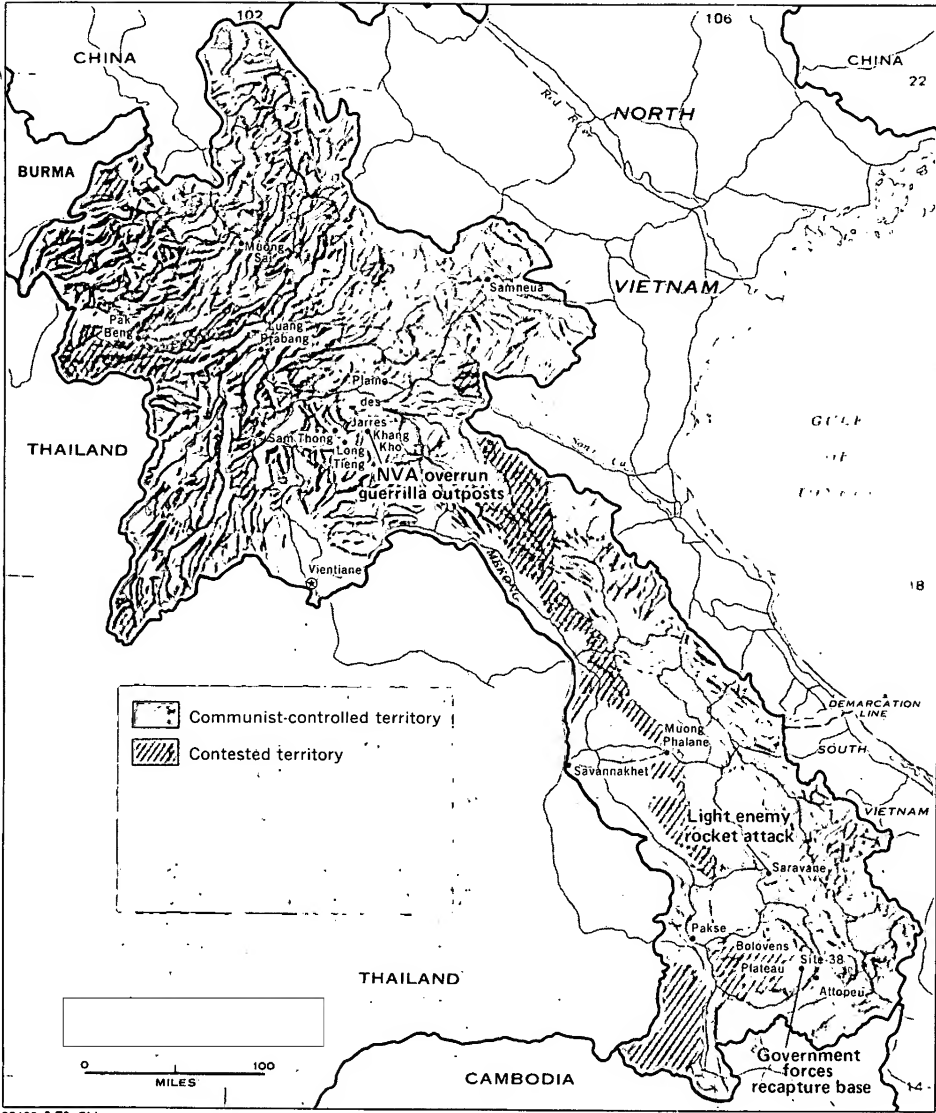 102
106
CHINA
CHINA
22
NORTH
BURMA
Muong
Sai
Samneua
VIETNAM
Pak
Beng
Luang
Prabang
Plaine
des
Jarres
GULF
THAILAND
Sam Thong
Khang
Kho
Long
Tieng
NVA overrun
guerrilla outposts
Vientiane
MEKONG
18
Communist-controlled territory
Contested territory
DEMARCATION
LINE
SOUTH
VIETNAM
Muong
Phalane
Savannakhet
Light enemy
rocket attack
Saravane
Pakse
Bolovens
Plateau
Site 38
Attopeu
THAILAND
0 100
MILES
CAMBODIA
Government
forces
recapture base
14